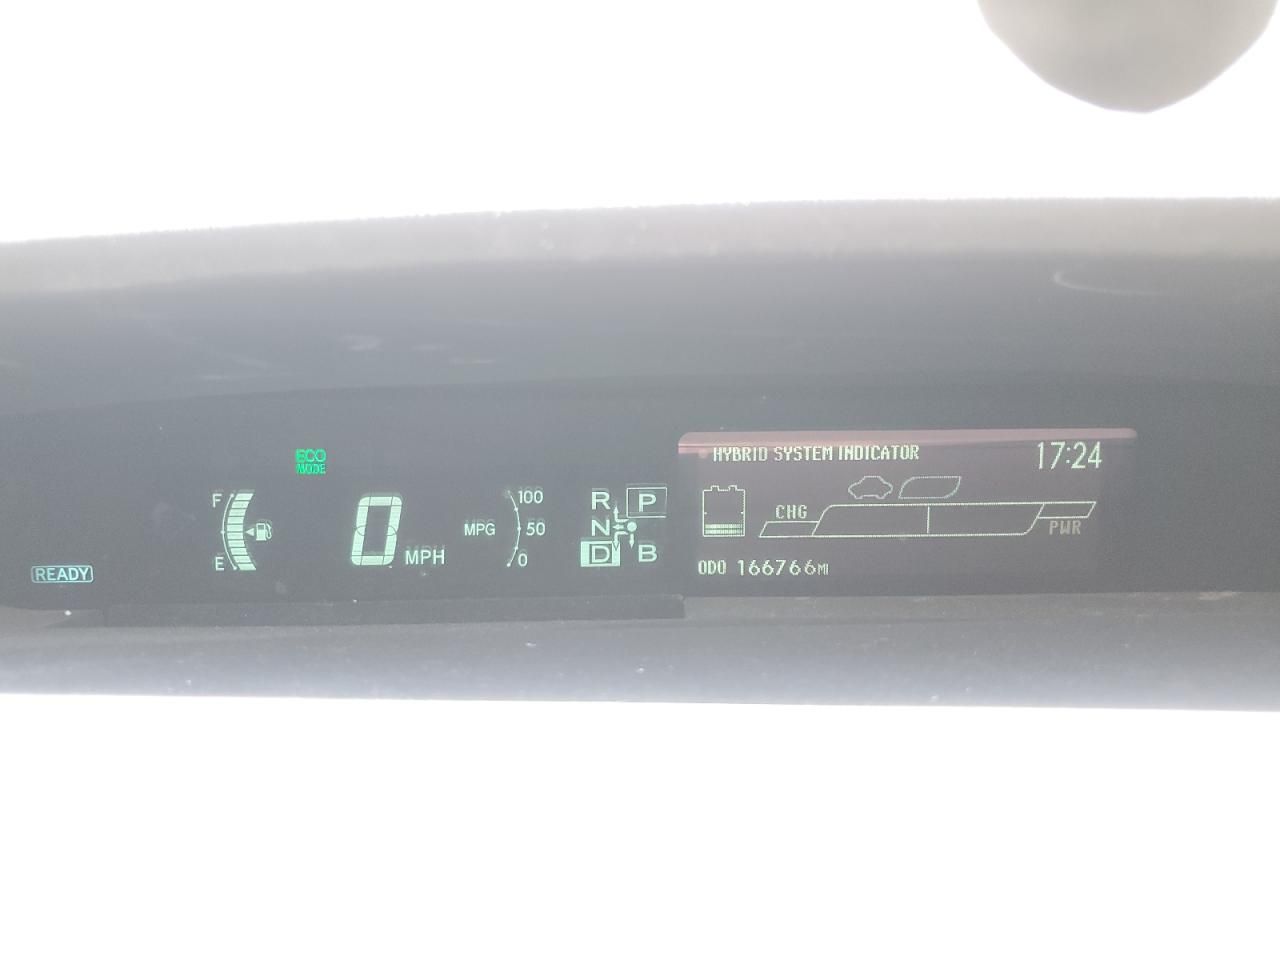 ECO
MODE
F
E
READY
0 MPH
MPG
100
50
0
R P
N
D B
HYBRID SYSTEM INDICATOR 17:24
CHG
PWR
ODO 166766MI